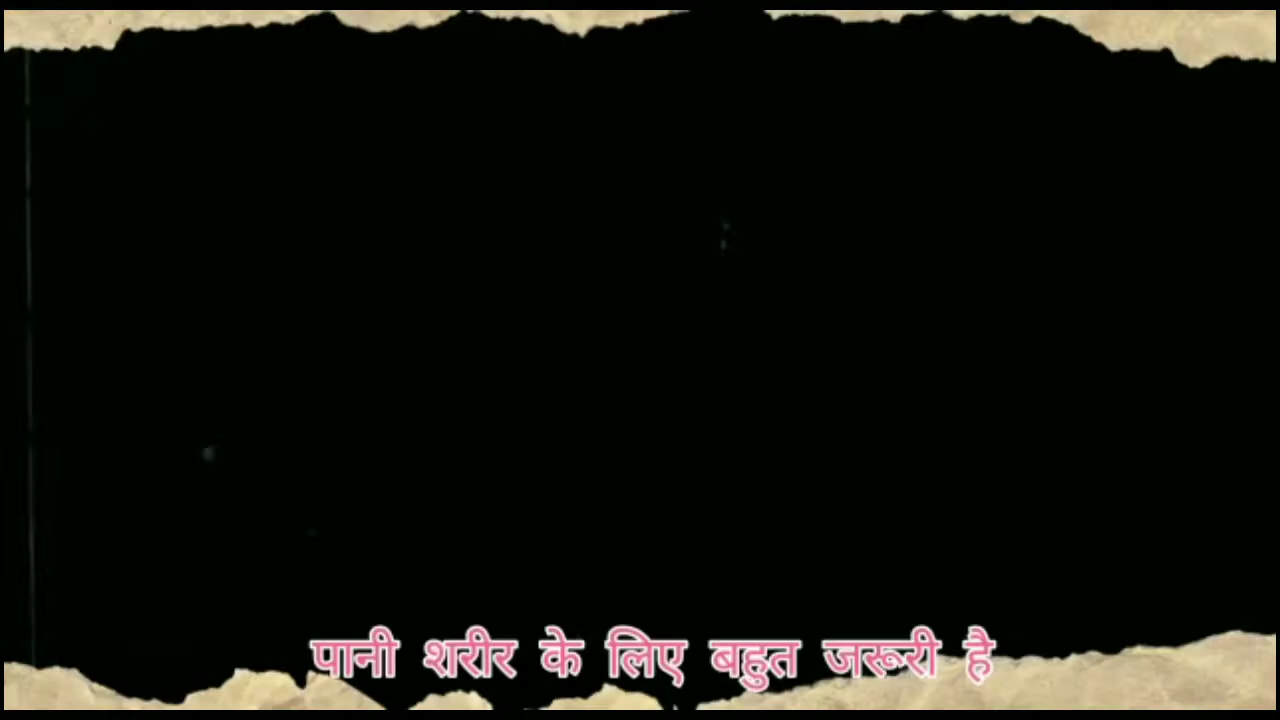 पानी शरीर के लिए बहुत जरूरी है